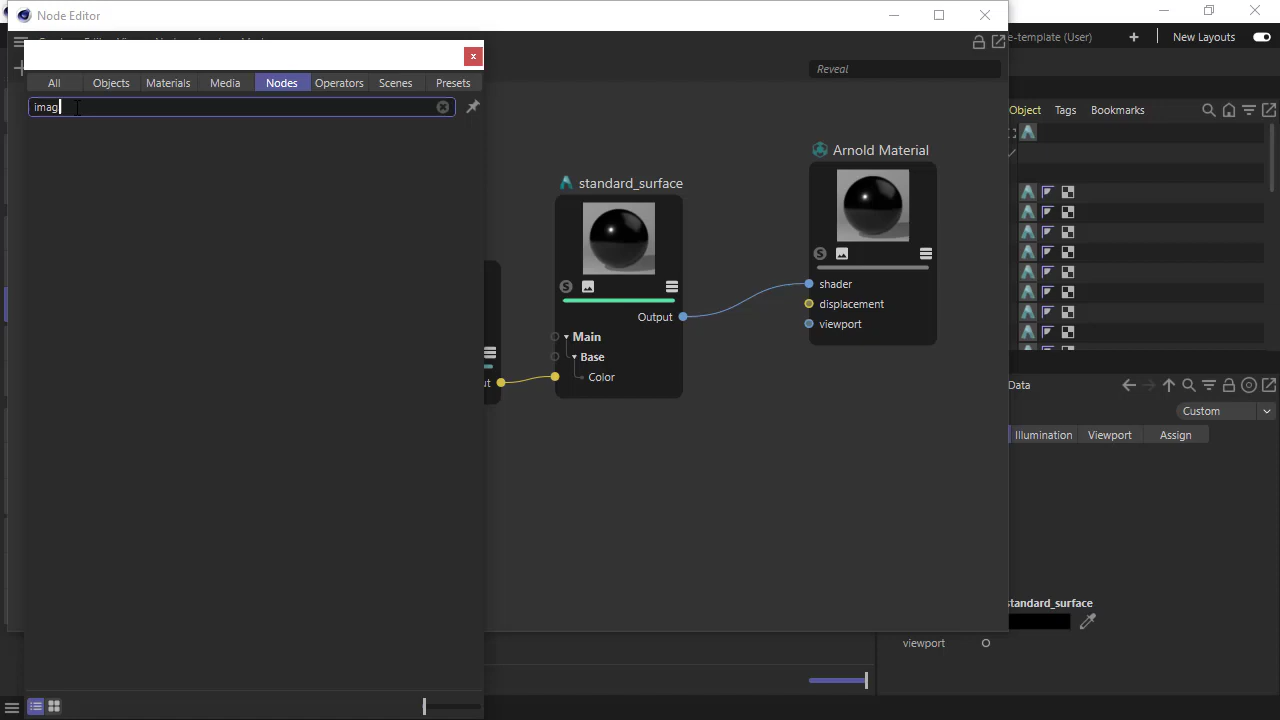 Node Editor
e-template (User)
New Layouts
Reveal
All
Objects
Materials
Media
Nodes
Operators
Scenes
Presets
imag
Object
Tags
Bookmarks
standard_surface
Arnold Material
Output
Main
Base
Color
shader
displacement
viewport
Data
Custom
Illumination
Viewport
Assign
standard_surface
viewport